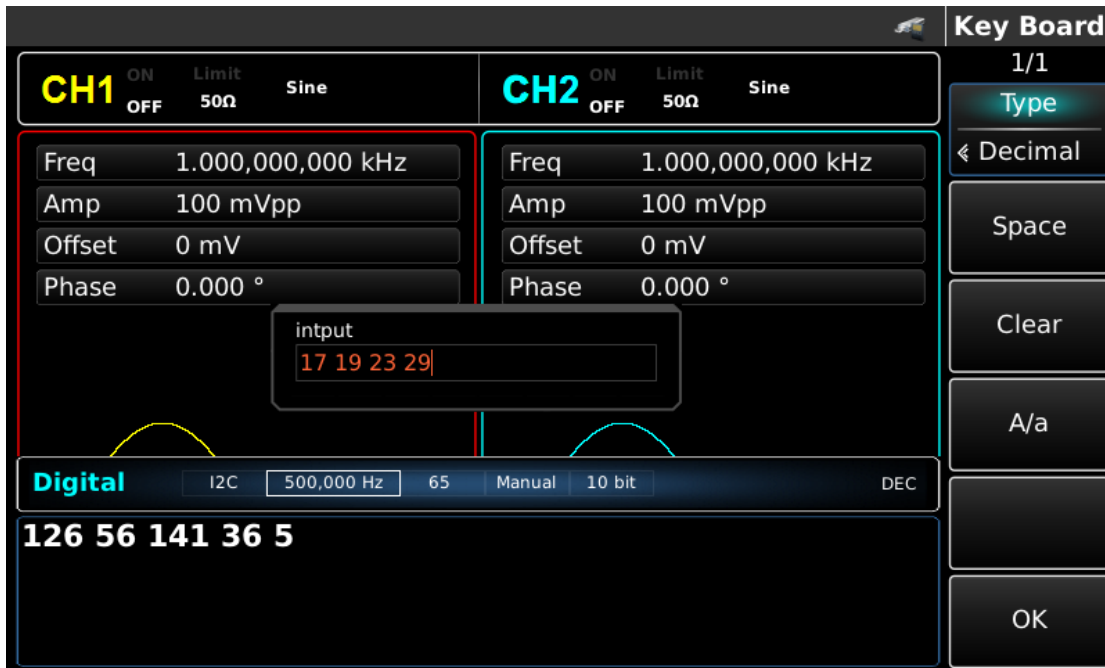 Key Board
1/1
CH1 ON OFF Limit 50Ω Sine
CH2 ON OFF Limit 50Ω Sine
Type
« Decimal
Freq 1.000,000,000 kHz
Amp 100 mVpp
Offset 0 mV
Phase 0.000 °
Freq 1.000,000,000 kHz
Amp 100 mVpp
Offset 0 mV
Phase 0.000 °
Space
intput
17 19 23 29
Clear
A/a
Digital I2C 500,000 Hz 65 Manual 10 bit DEC
126 56 141 36 5
OK